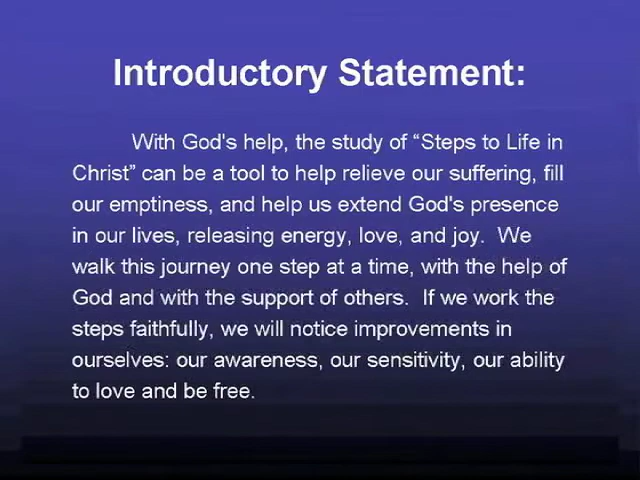 Introductory Statement:
With God's help, the study of “Steps to Life in
Christ” can be a tool to help relieve our suffering, fill
our emptiness, and help us extend God's presence
in our lives, releasing energy, love, and joy.  We
walk this journey one step at a time, with the help of
God and with the support of others.  If we work the
steps faithfully, we will notice improvements in
ourselves: our awareness, our sensitivity, our ability
to love and be free.